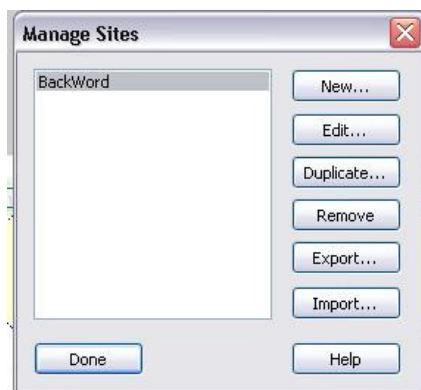 Manage Sites
BackWord
New...
Edit...
Duplicate...
Remove
Export...
Import...
Done
Help